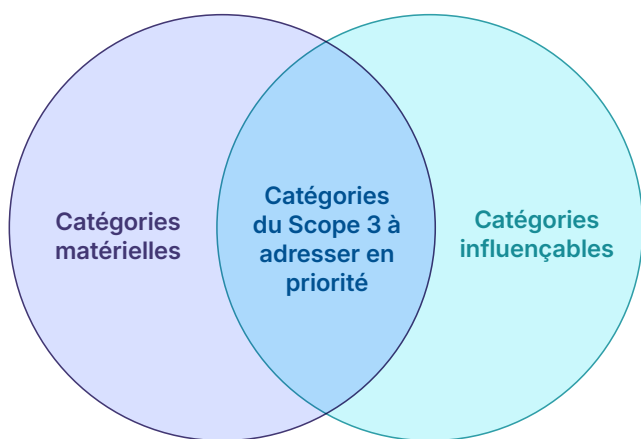 Catégories
matérielles
Catégories
du Scope 3 à
adresser en
priorité
Catégories
influençables